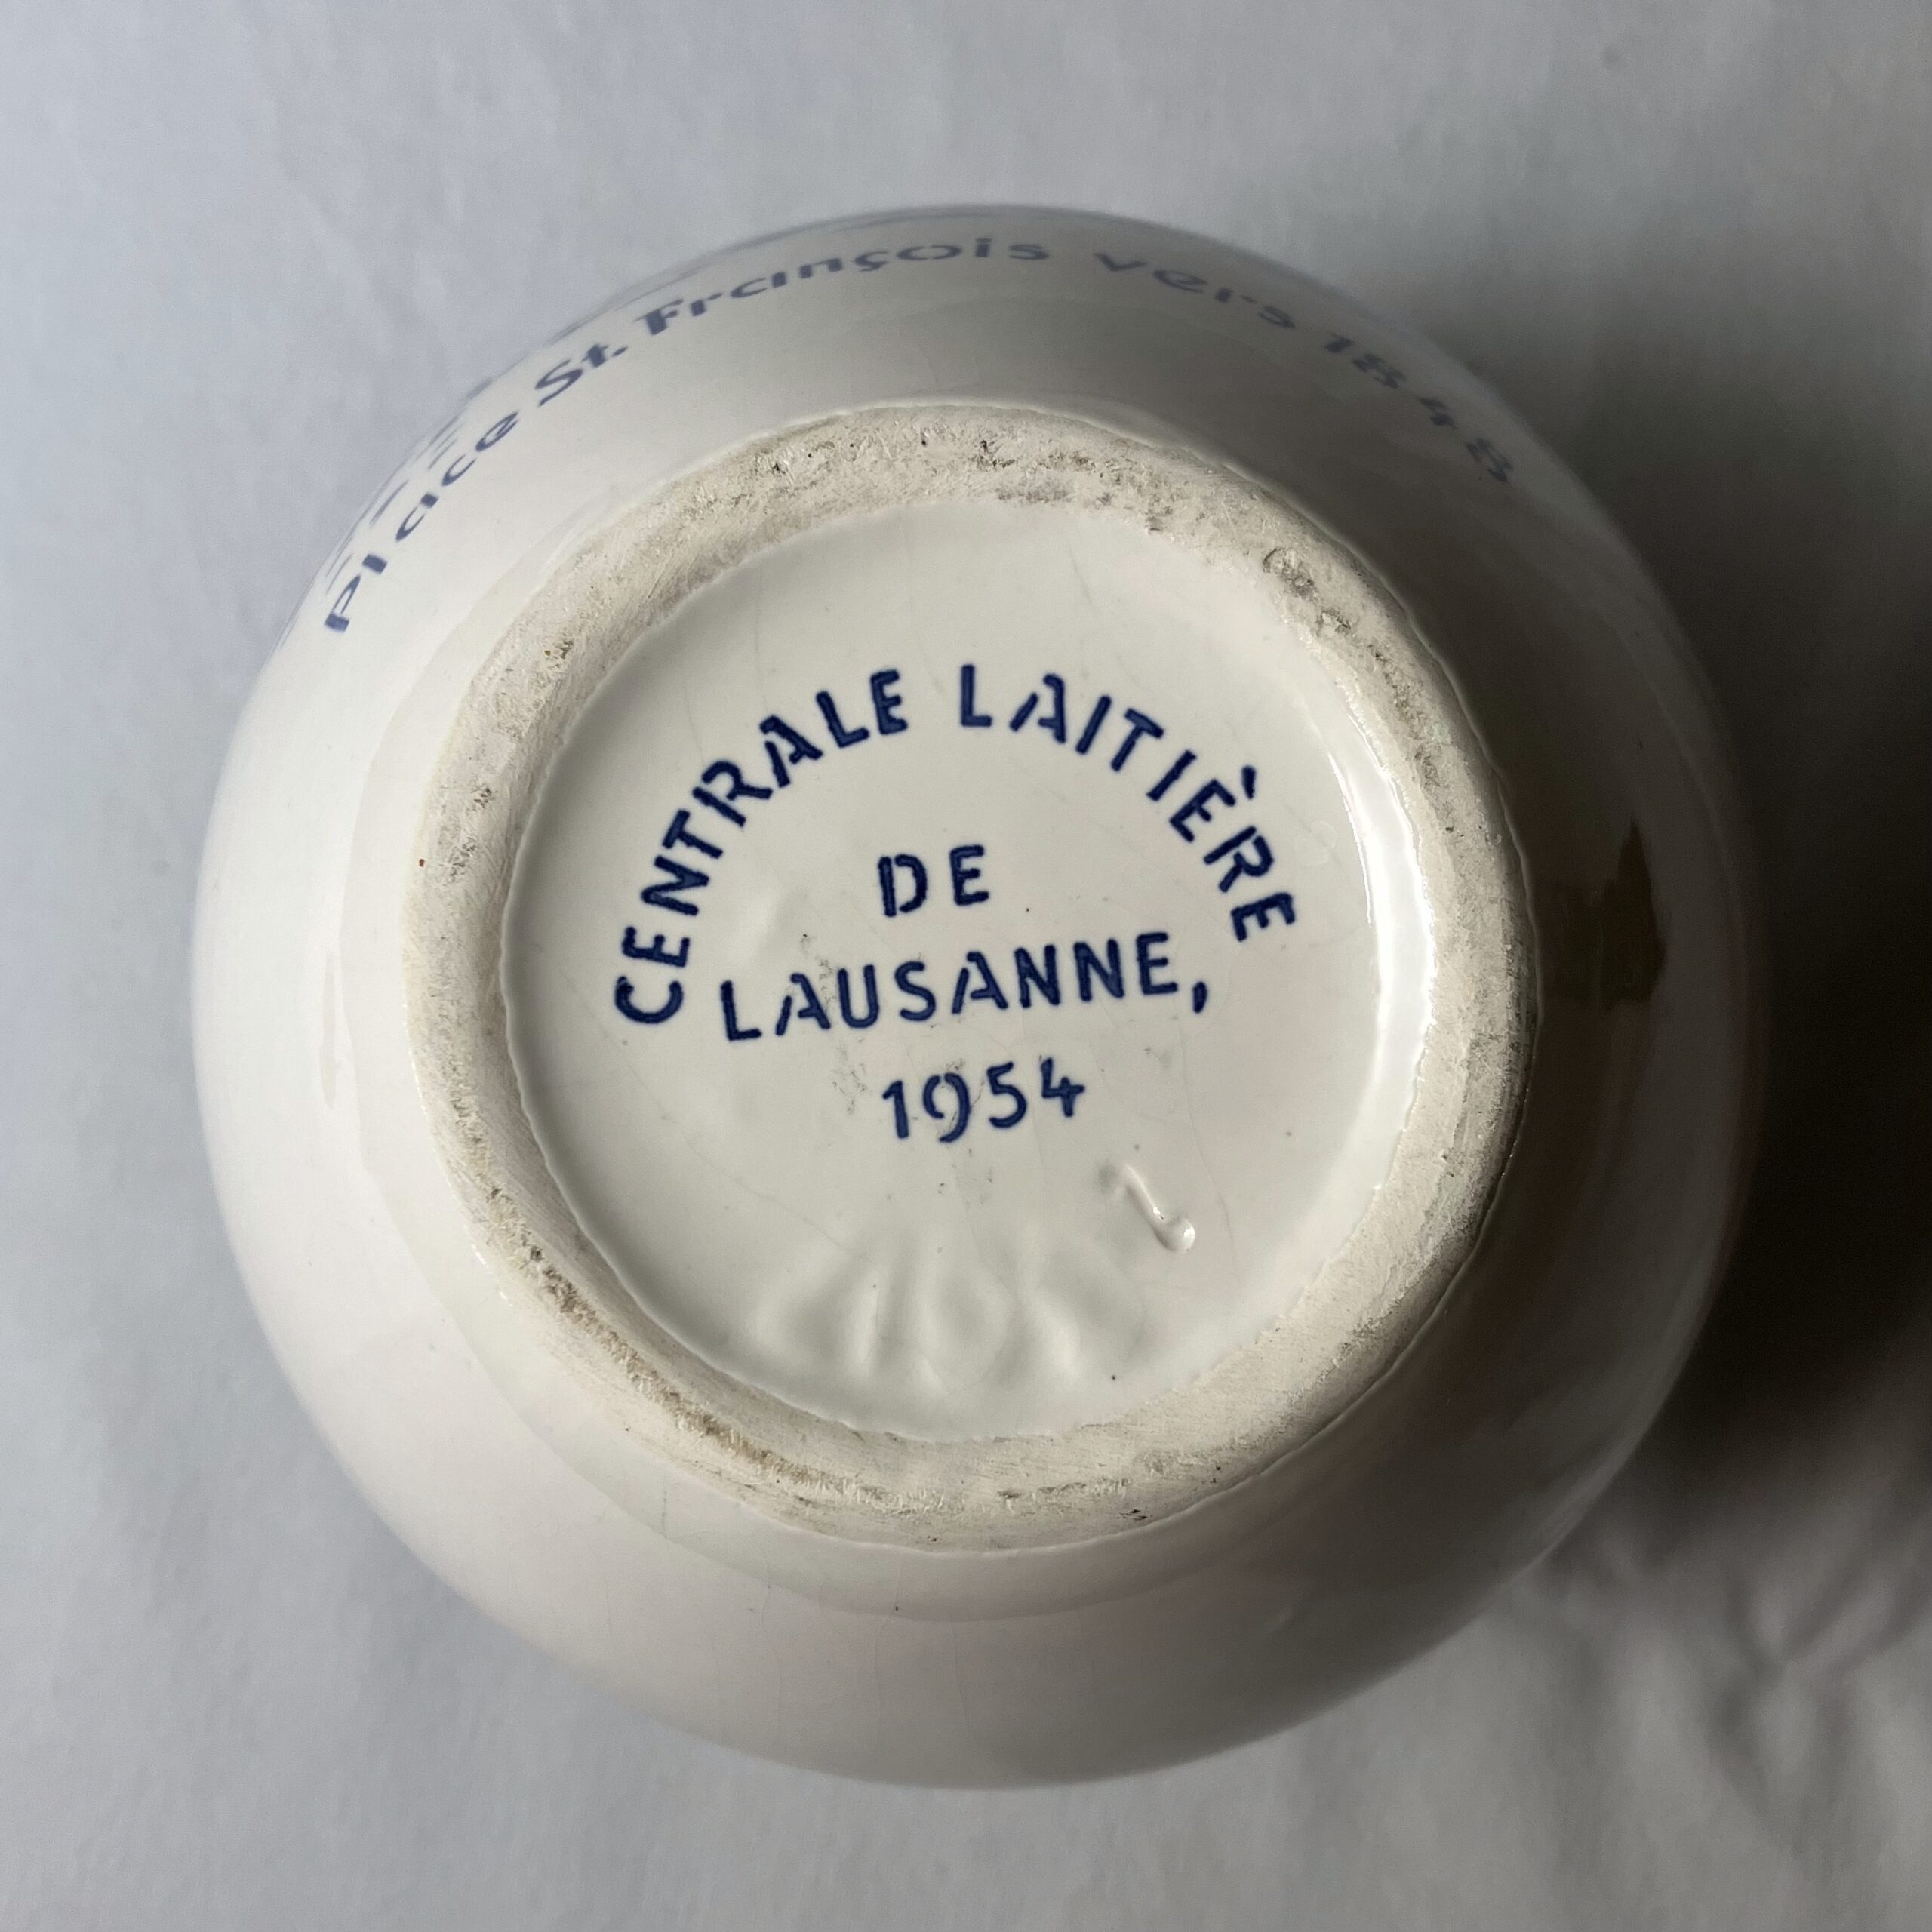 Place St. François vers 1848
CENTRALE LAITIÈRE
DE
LAUSANNE,
1954